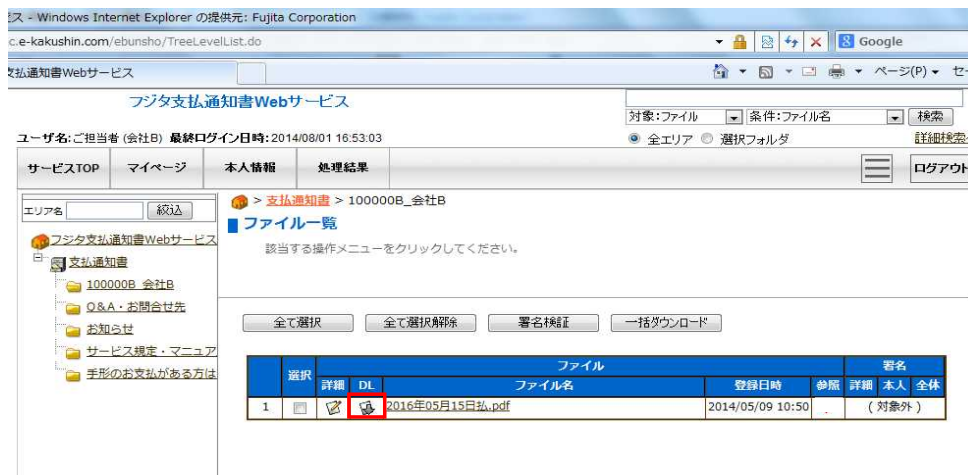 ビス - Windows Internet Explorer の提供元: Fujita Corporation
c.e-kakushin.com/ebunsho/TreeLevelList.do
Google
支払通知書Webサービス
ページ(P)
セ
フジタ支払通知書Webサービス
対象:ファイル 条件:ファイル名 検索
ユーザ名:ご担当者 (会社B) 最終ログイン日時:2014/08/01 16:53:03
全エリア 選択フォルダ 詳細検索
サービスTOP マイページ 本人情報 処理結果 ログアウト
エリア名 絞込
> 支払通知書 > 100000B_会社B
ファイル一覧
該当する操作メニューをクリックしてください。
フジタ支払通知書Webサービス
支払通知書
100000B_会社B
Q&A・お問合せ先
お知らせ
サービス規定・マニュア
手形のお支払がある方は
全て選択 全て選択解除 署名検証 一括ダウンロード
選択 ファイル 署名
詳細 DL ファイル名 登録日時 参照 詳細 本人 全体
1 2016年05月15日払.pdf 2014/05/09 10:50 ( 対象外 )